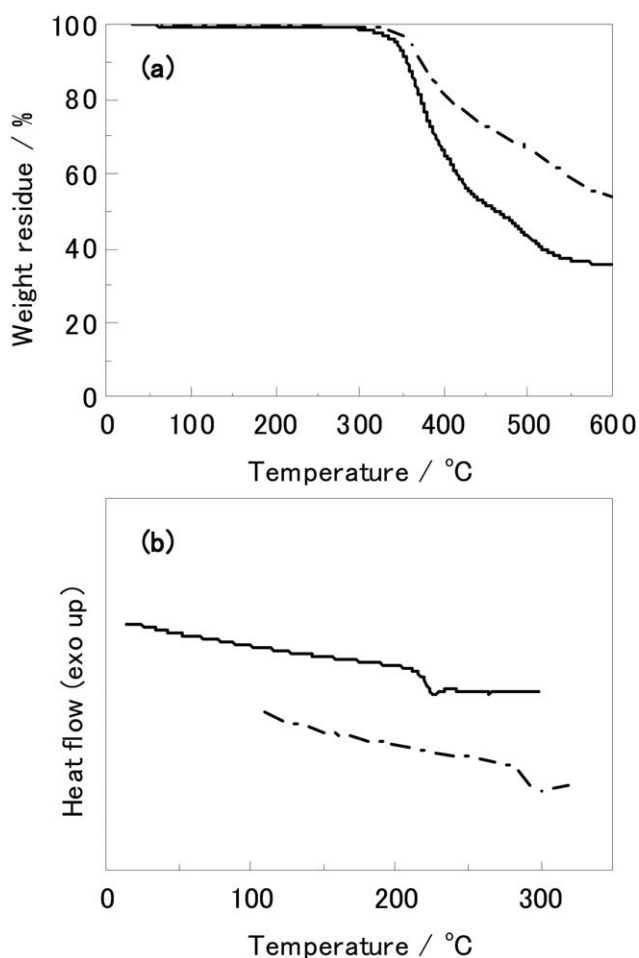 100
(a)
80
60
40
20
0
Weight residue / %
0 100 200 300 400 500 600
Temperature / °C
(b)
Heat flow (exo up)
0 100 200 300
Temperature / °C